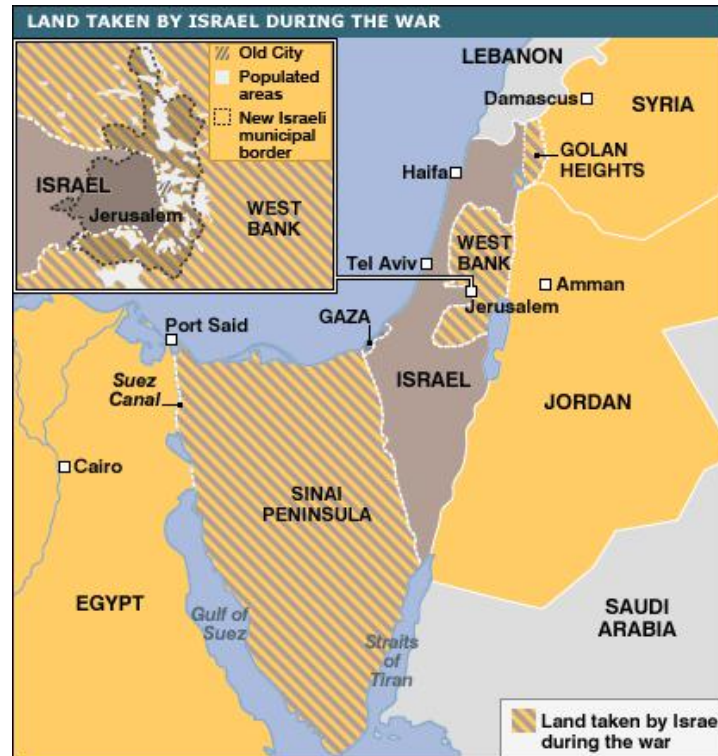 LAND TAKEN BY ISRAEL DURING THE WAR
Old City
Populated
areas
New Israeli
municipal
border
ISRAEL
Jerusalem
WEST
BANK
LEBANON
Damascus
SYRIA
GOLAN
HEIGHTS
Haifa
WEST
BANK
Tel Aviv
Amman
Jerusalem
Port Said
GAZA
Suez
Canal
ISRAEL
JORDAN
Cairo
SINAI
PENINSULA
EGYPT
Gulf of
Suez
Straits
of
Tiran
SAUDI
ARABIA
Land taken by Israe
during the war